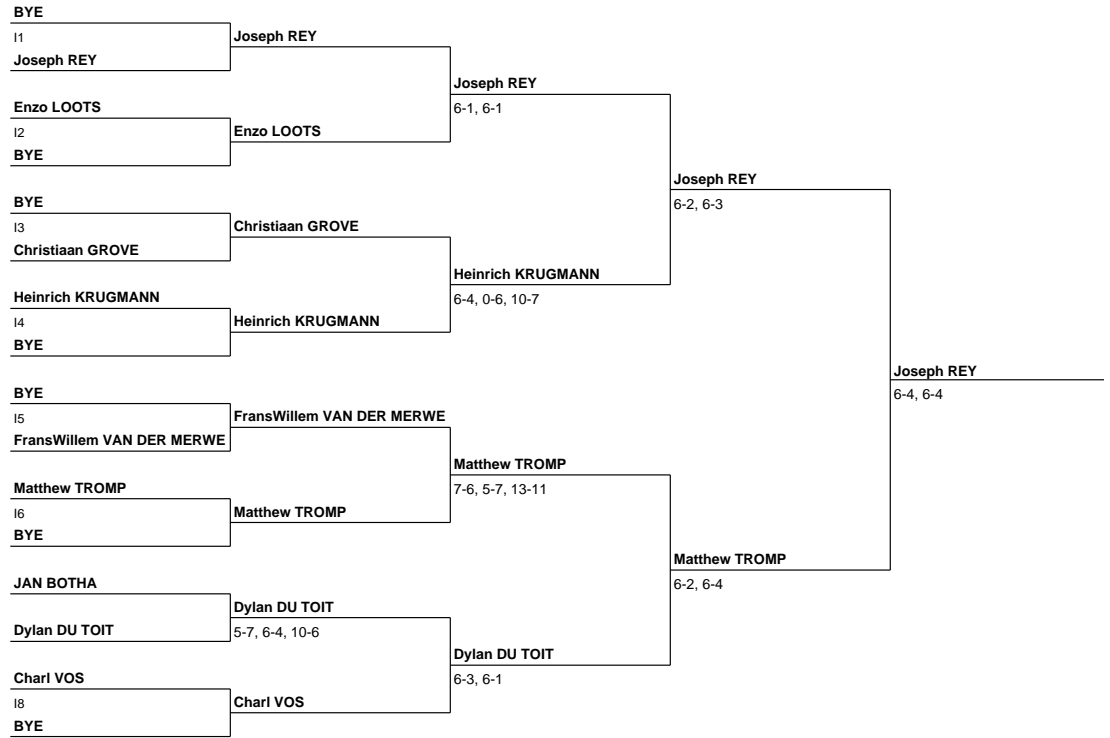 BYE
I1
Joseph REY
Joseph REY
Enzo LOOTS
I2
BYE
Enzo LOOTS
Joseph REY
6-1, 6-1
BYE
I3
Christiaan GROVE
Christiaan GROVE
Heinrich KRUGMANN
I4
BYE
Heinrich KRUGMANN
Heinrich KRUGMANN
6-4, 0-6, 10-7
Joseph REY
6-2, 6-3
BYE
I5
FransWillem VAN DER MERWE
FransWillem VAN DER MERWE
Matthew TROMP
I6
BYE
Matthew TROMP
Matthew TROMP
7-6, 5-7, 13-11
JAN BOTHA
Dylan DU TOIT
Dylan DU TOIT
5-7, 6-4, 10-6
Charl VOS
I8
BYE
Charl VOS
Dylan DU TOIT
6-3, 6-1
Matthew TROMP
6-2, 6-4
Joseph REY
6-4, 6-4